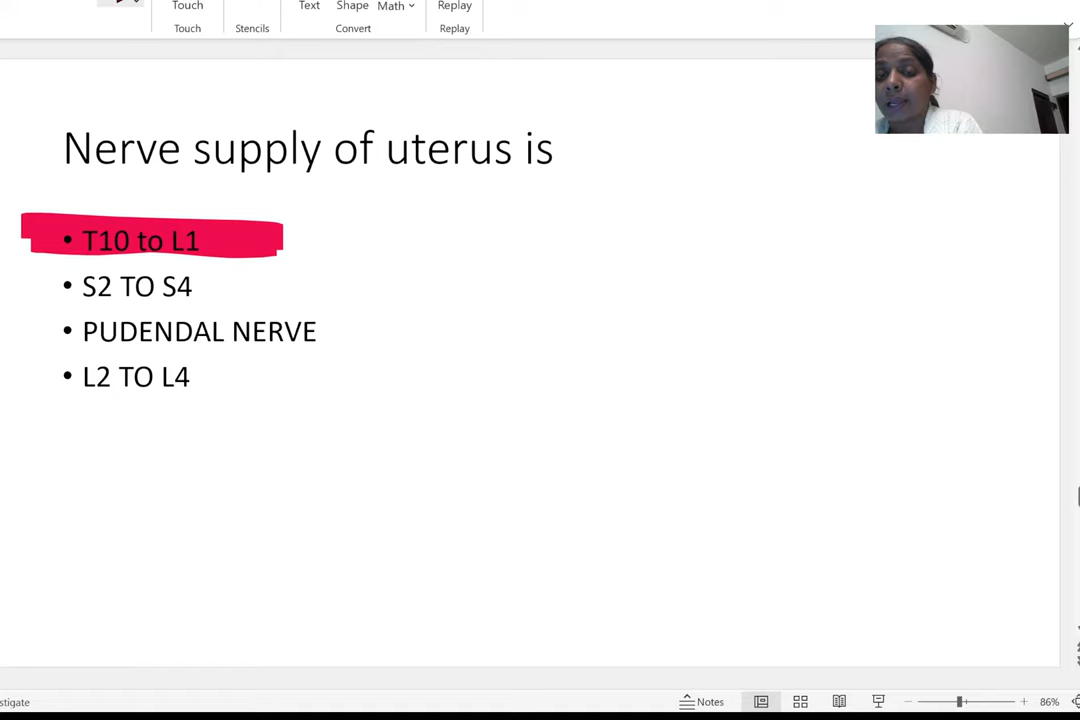 Touch
Text
Shape
Math
Replay
Touch
Stencils
Convert
Replay
Nerve supply of uterus is
• T10 to L1
• S2 TO S4
• PUDENDAL NERVE
• L2 TO L4
stigate
Notes
86%